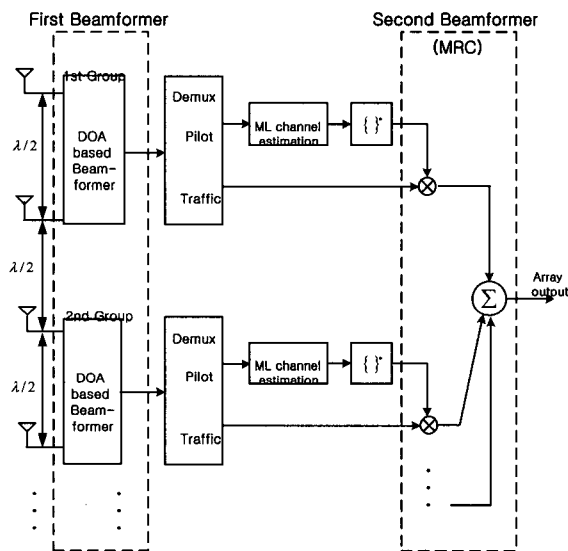 First Beamformer
Second Beamformer
(MRC)
1st Group
DOA
based
Beam-
former
Demux
Pilot
Traffic
ML channel
estimation
{ }*
λ/2
λ/2
Σ
Array
output
2nd Group
DOA
based
Beam-
former
Demux
Pilot
Traffic
ML channel
estimation
{ }*
λ/2